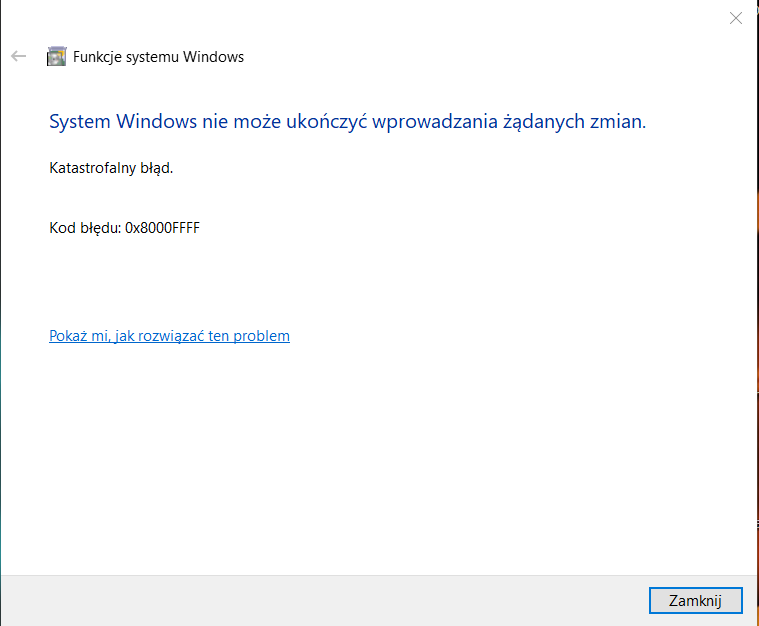 Funkcje systemu Windows
System Windows nie może ukończyć wprowadzania żądanych zmian.
Katastrofalny błąd.
Kod błędu: 0x8000FFFF
Pokaż mi, jak rozwiązać ten problem
Zamknij